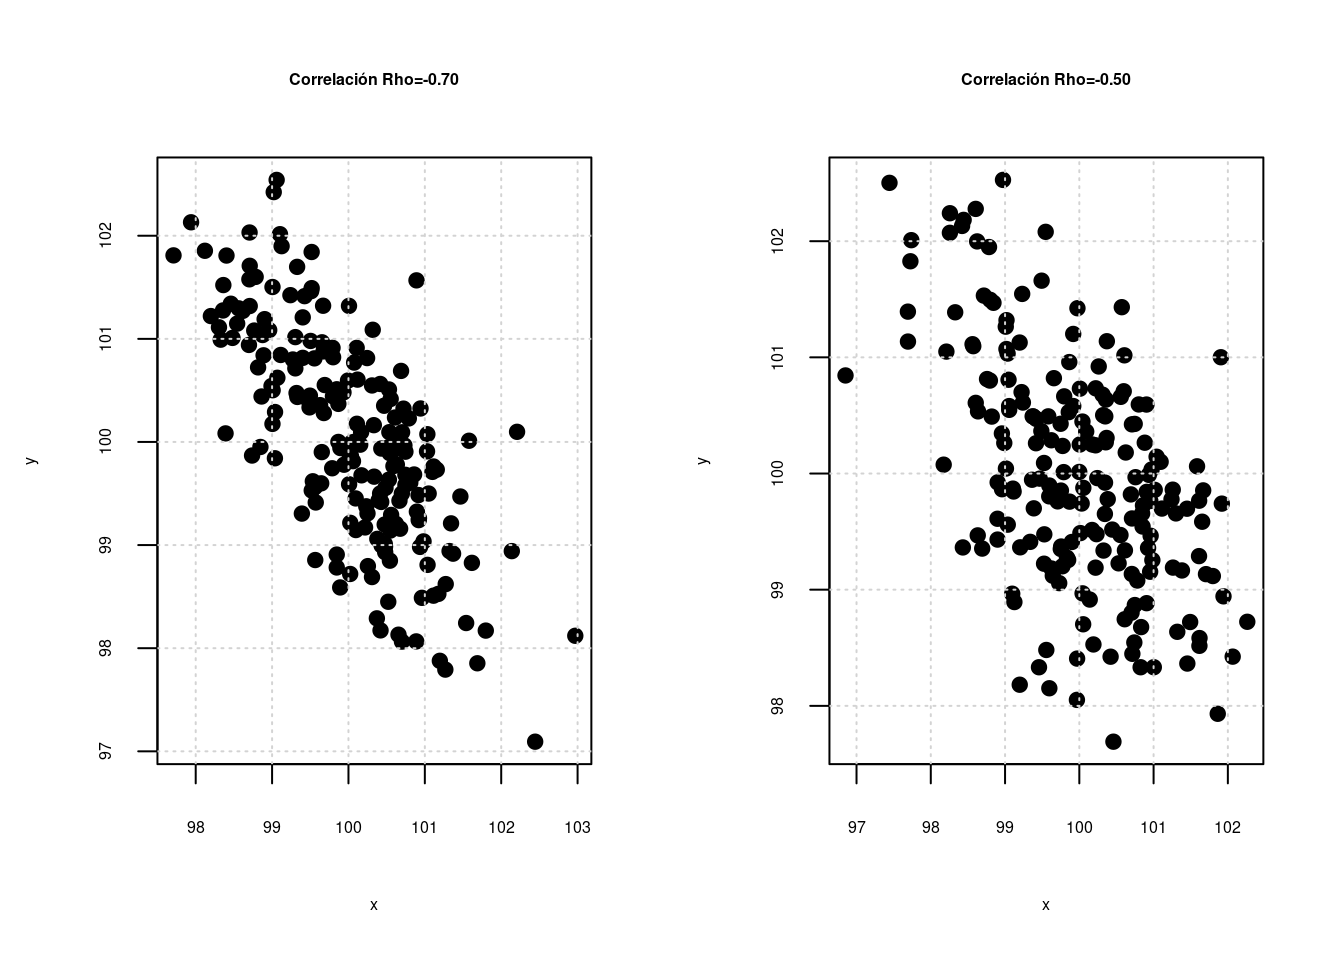 Correlación Rho=-0.70
y
102
101
100
99
98
97
98 99 100 101 102 103
x
Correlación Rho=-0.50
y
102
101
100
99
98
97 98 99 100 101 102
x